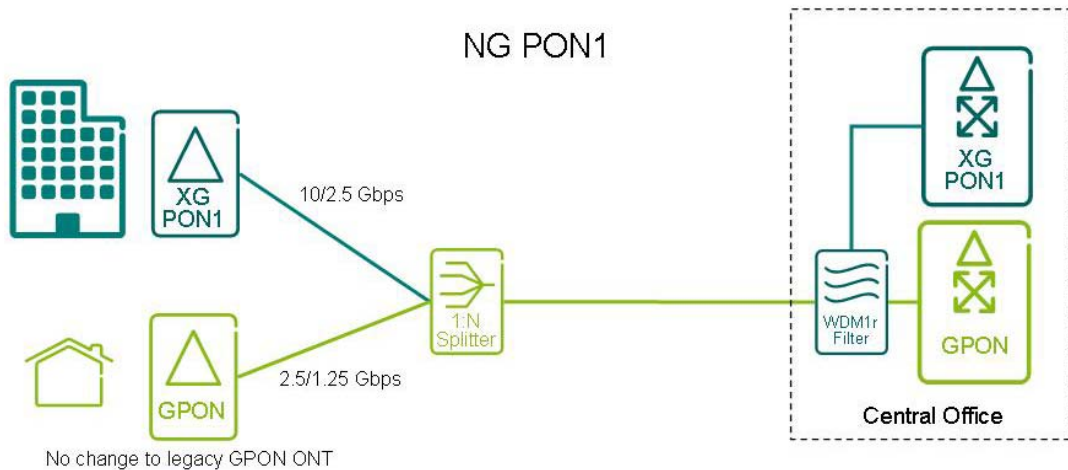 NG PON1
XG
PON1
10/2.5 Gbps
XG
PON1
1:N
Splitter
WDM1r
Filter
GPON
2.5/1.25 Gbps
GPON
Central Office
No change to legacy GPON ONT